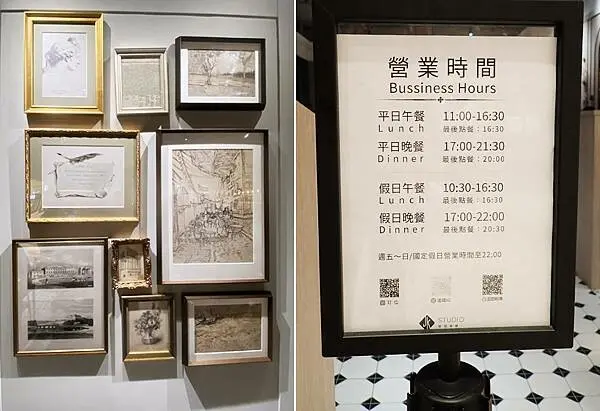 營業時間
Bussiness Hours
平日午餐 11:00-16:30
Lunch 最後點餐：16:30
平日晚餐 17:00-21:30
Dinner 最後點餐：20:00
假日午餐 10:30-16:30
Lunch 最後點餐：16:30
假日晚餐 17:00-22:00
Dinner 最後點餐：20:30
週五～日/國定假日營業時間至22:00
STUDIO